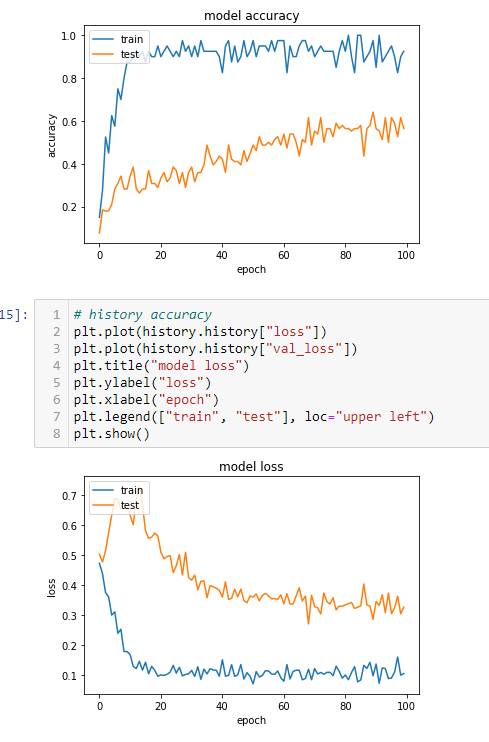 model accuracy
train
test
1.0
0.8
0.6
0.4
0.2
accuracy
0 20 40 60 80 100
epoch
15]:
1 # history accuracy
2 plt.plot(history.history["loss"])
3 plt.plot(history.history["val_loss"])
4 plt.title("model loss")
5 plt.ylabel("loss")
6 plt.xlabel("epoch")
7 plt.legend(["train", "test"], loc="upper left")
8 plt.show()
model loss
train
test
0.7
0.6
0.5
0.4
0.3
0.2
0.1
loss
0 20 40 60 80 100
epoch